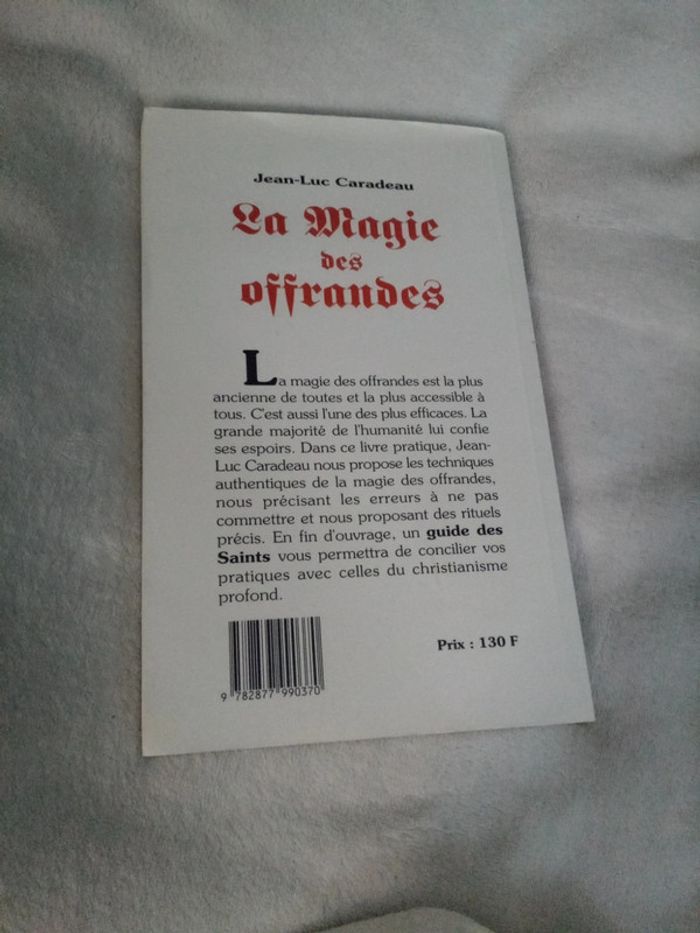 Jean-Luc Caradeau
La Magie
des
offrandes
La magie des offrandes est la plus
ancienne de toutes et la plus accessible à
tous. C'est aussi l'une des plus efficaces. La
grande majorité de l'humanité lui confie
ses espoirs. Dans ce livre pratique, Jean-
Luc Caradeau nous propose les techniques
authentiques de la magie des offrandes,
nous précisant les erreurs à ne pas
commettre et nous proposant des rituels
précis. En fin d'ouvrage, un guide des
Saints vous permettra de concilier vos
pratiques avec celles du christianisme
profond.
Prix : 130 F
9 782877 990370